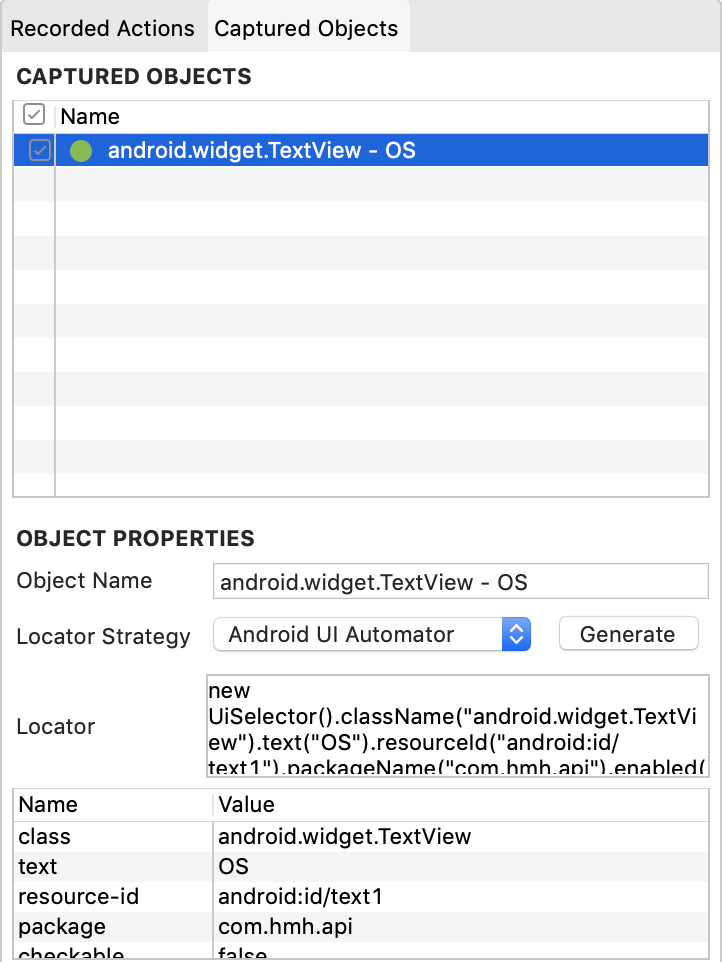 Recorded Actions Captured Objects
CAPTURED OBJECTS
Name
android.widget.TextView - OS
OBJECT PROPERTIES
Object Name android.widget.TextView - OS
Locator Strategy Android UI Automator Generate
Locator
new
UiSelector().className("android.widget.TextVi
ew").text("OS").resourceId("android:id/
text1").packageName("com.hmh.api").enabled(
Name Value
class android.widget.TextView
text OS
resource-id android:id/text1
package com.hmh.api
checkable false